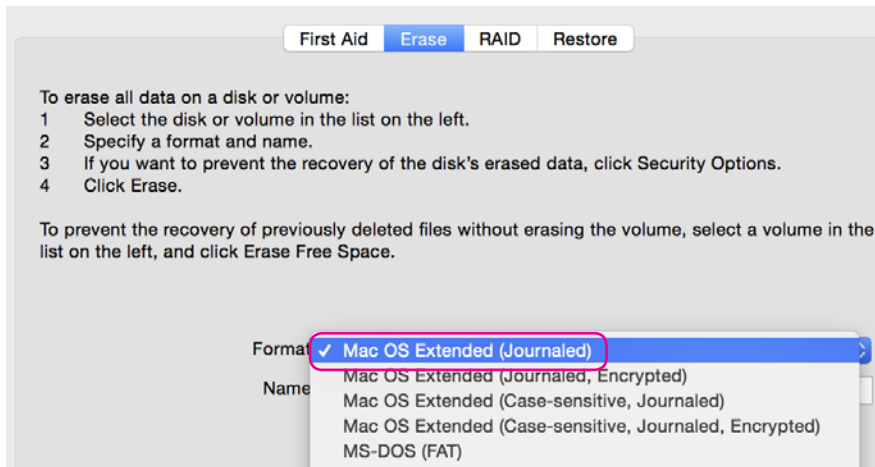 First Aid Erase RAID Restore
To erase all data on a disk or volume:
1 Select the disk or volume in the list on the left.
2 Specify a format and name.
3 If you want to prevent the recovery of the disk's erased data, click Security Options.
4 Click Erase.
To prevent the recovery of previously deleted files without erasing the volume, select a volume in the
list on the left, and click Erase Free Space.
Format ✓ Mac OS Extended (Journaled)
Mac OS Extended (Journaled, Encrypted)
Name
Mac OS Extended (Case-sensitive, Journaled)
Mac OS Extended (Case-sensitive, Journaled, Encrypted)
MS-DOS (FAT)